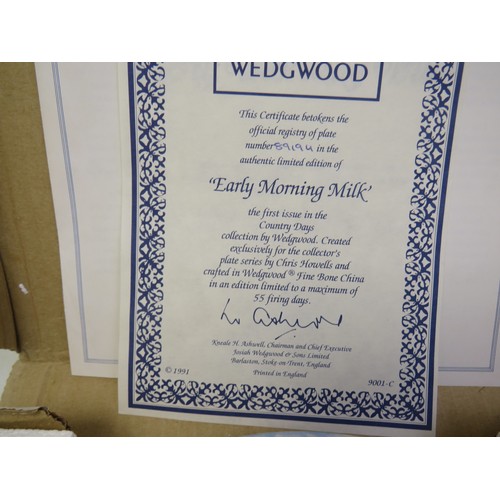 WEDGWOOD
This Certificate betokens the
official registry of plate
number 8919U in the
authentic limited edition of
'Early Morning Milk'
the first issue in the
Country Days
collection by Wedgwood. Created
exclusively for the collector's
plate series by Chris Howells and
crafted in Wedgwood ® Fine Bone China
in an edition limited to a maximum of
55 firing days.
Kneale H. Ashwell, Chairman and Chief Executive
Josiah Wedgwood & Sons Limited
Barlaston, Stoke-on-Trent, England
© 1991 Printed in England 9001-C